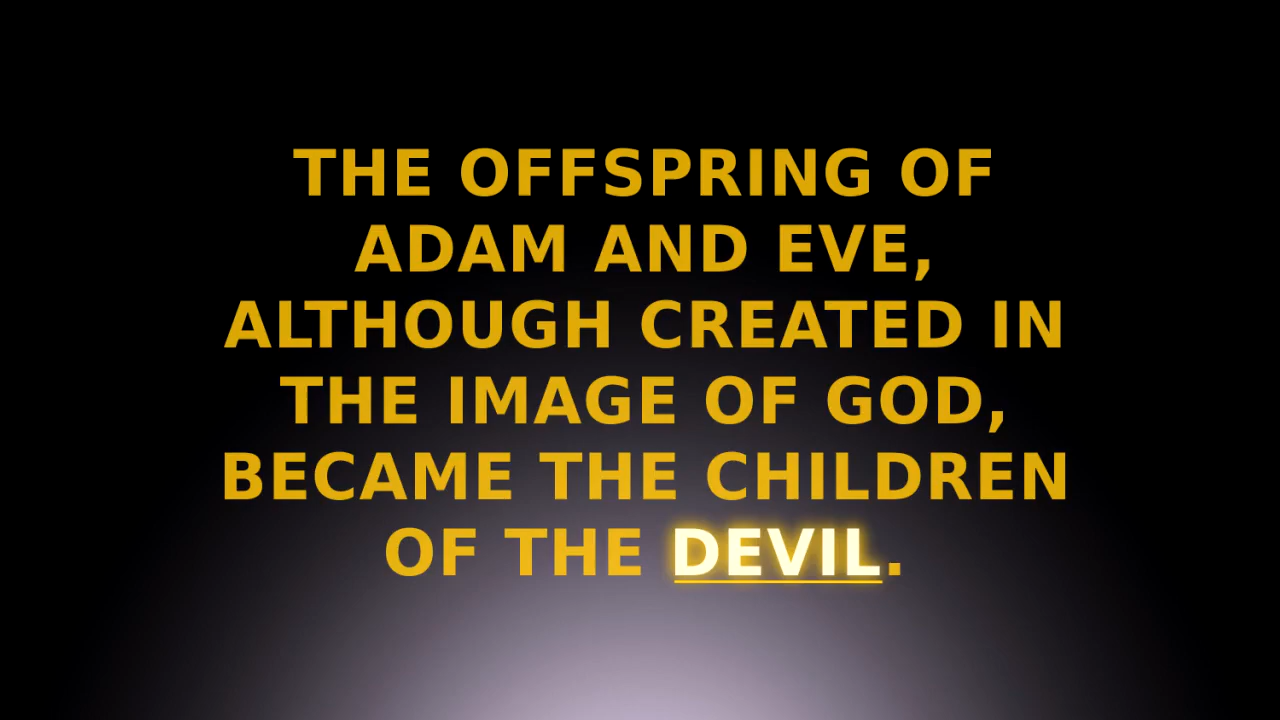 THE OFFSPRING OF
ADAM AND EVE,
ALTHOUGH CREATED IN
THE IMAGE OF GOD,
BECAME THE CHILDREN
OF THE DEVIL.